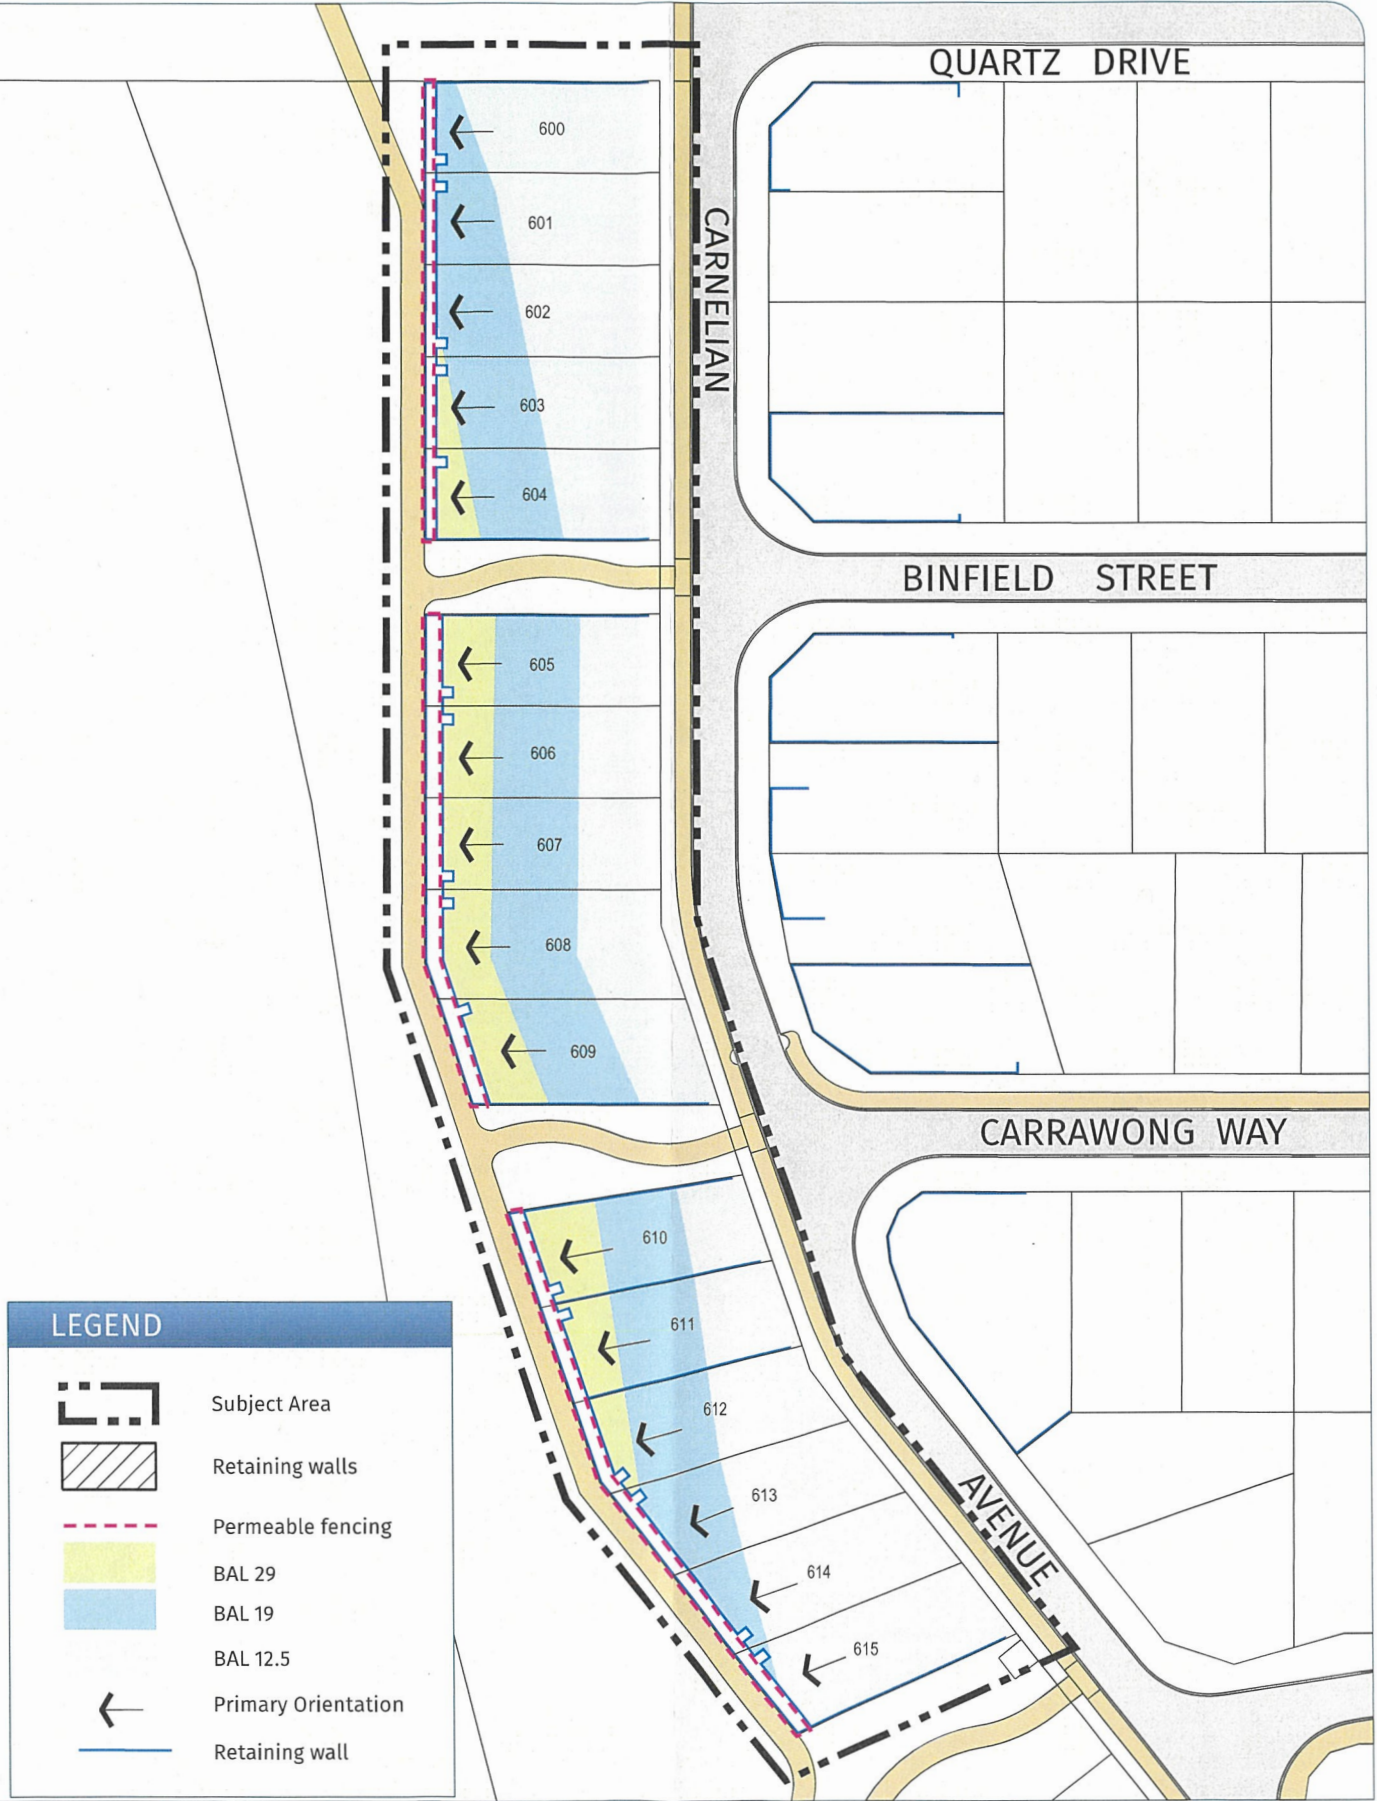 QUARTZ DRIVE
600
601
CARNELIAN
602
603
604
BINFIELD STREET
605
606
607
608
609
CARRAWONG WAY
610
611
612
613
AVENUE
614
615
LEGEND
Subject Area
Retaining walls
Permeable fencing
BAL 29
BAL 19
BAL 12.5
Primary Orientation
Retaining wall